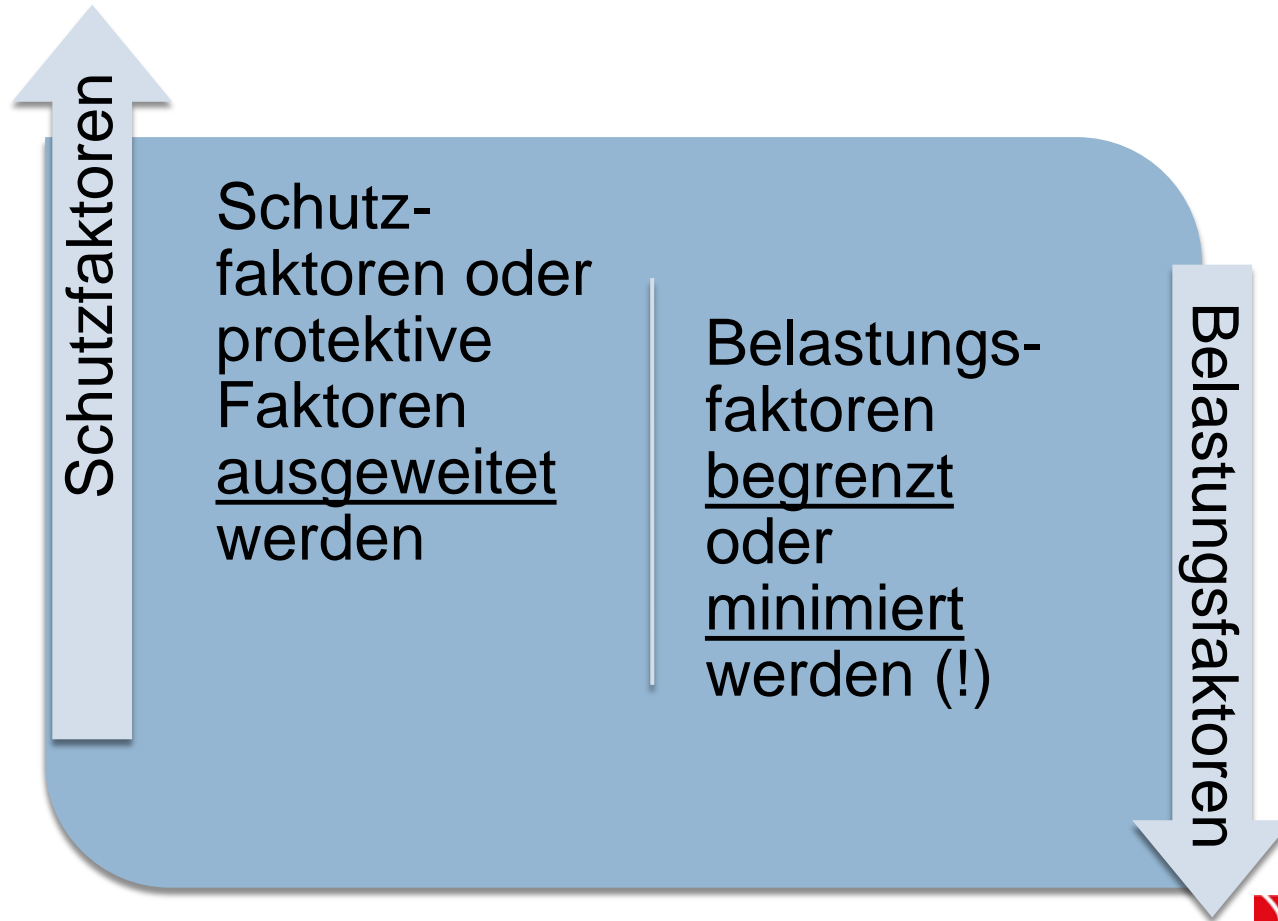 Schutzfaktoren
Schutz-
faktoren oder
protektive
Faktoren
ausgeweitet
werden
Belastungs-
faktoren
begrenzt
oder
minimiert
werden (!)
Belastungsfaktoren